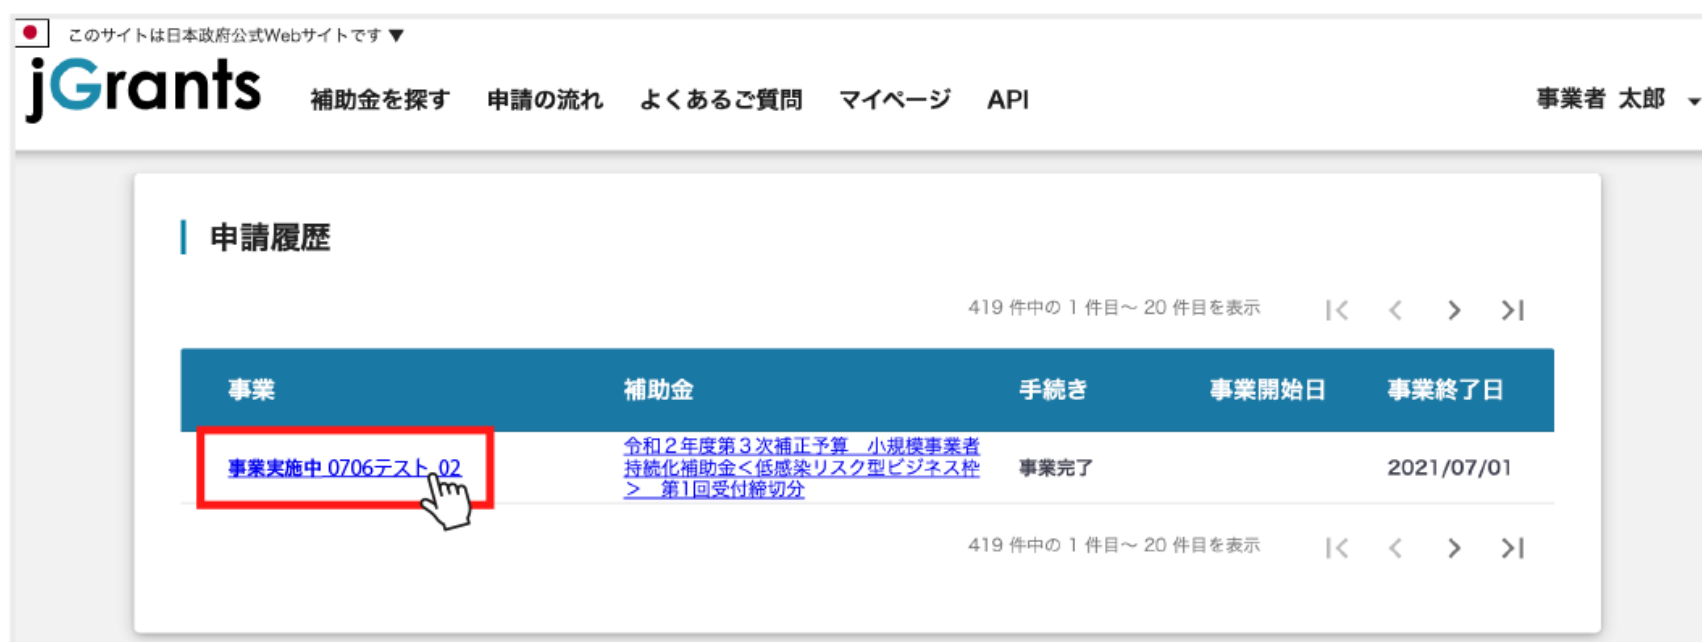 このサイトは日本政府公式Webサイトです ▼
jGrants 補助金を探す 申請の流れ よくあるご質問 マイページ API 事業者 太郎
申請履歴
419 件中の 1 件目～ 20 件目を表示
事業 補助金 手続き 事業開始日 事業終了日
令和２年度第３次補正予算　小規模事業者
事業実施中 0706テスト_02 持続化補助金＜低感染リスク型ビジネス枠 事業完了 2021/07/01
＞　第1回受付締切分
419 件中の 1 件目～ 20 件目を表示